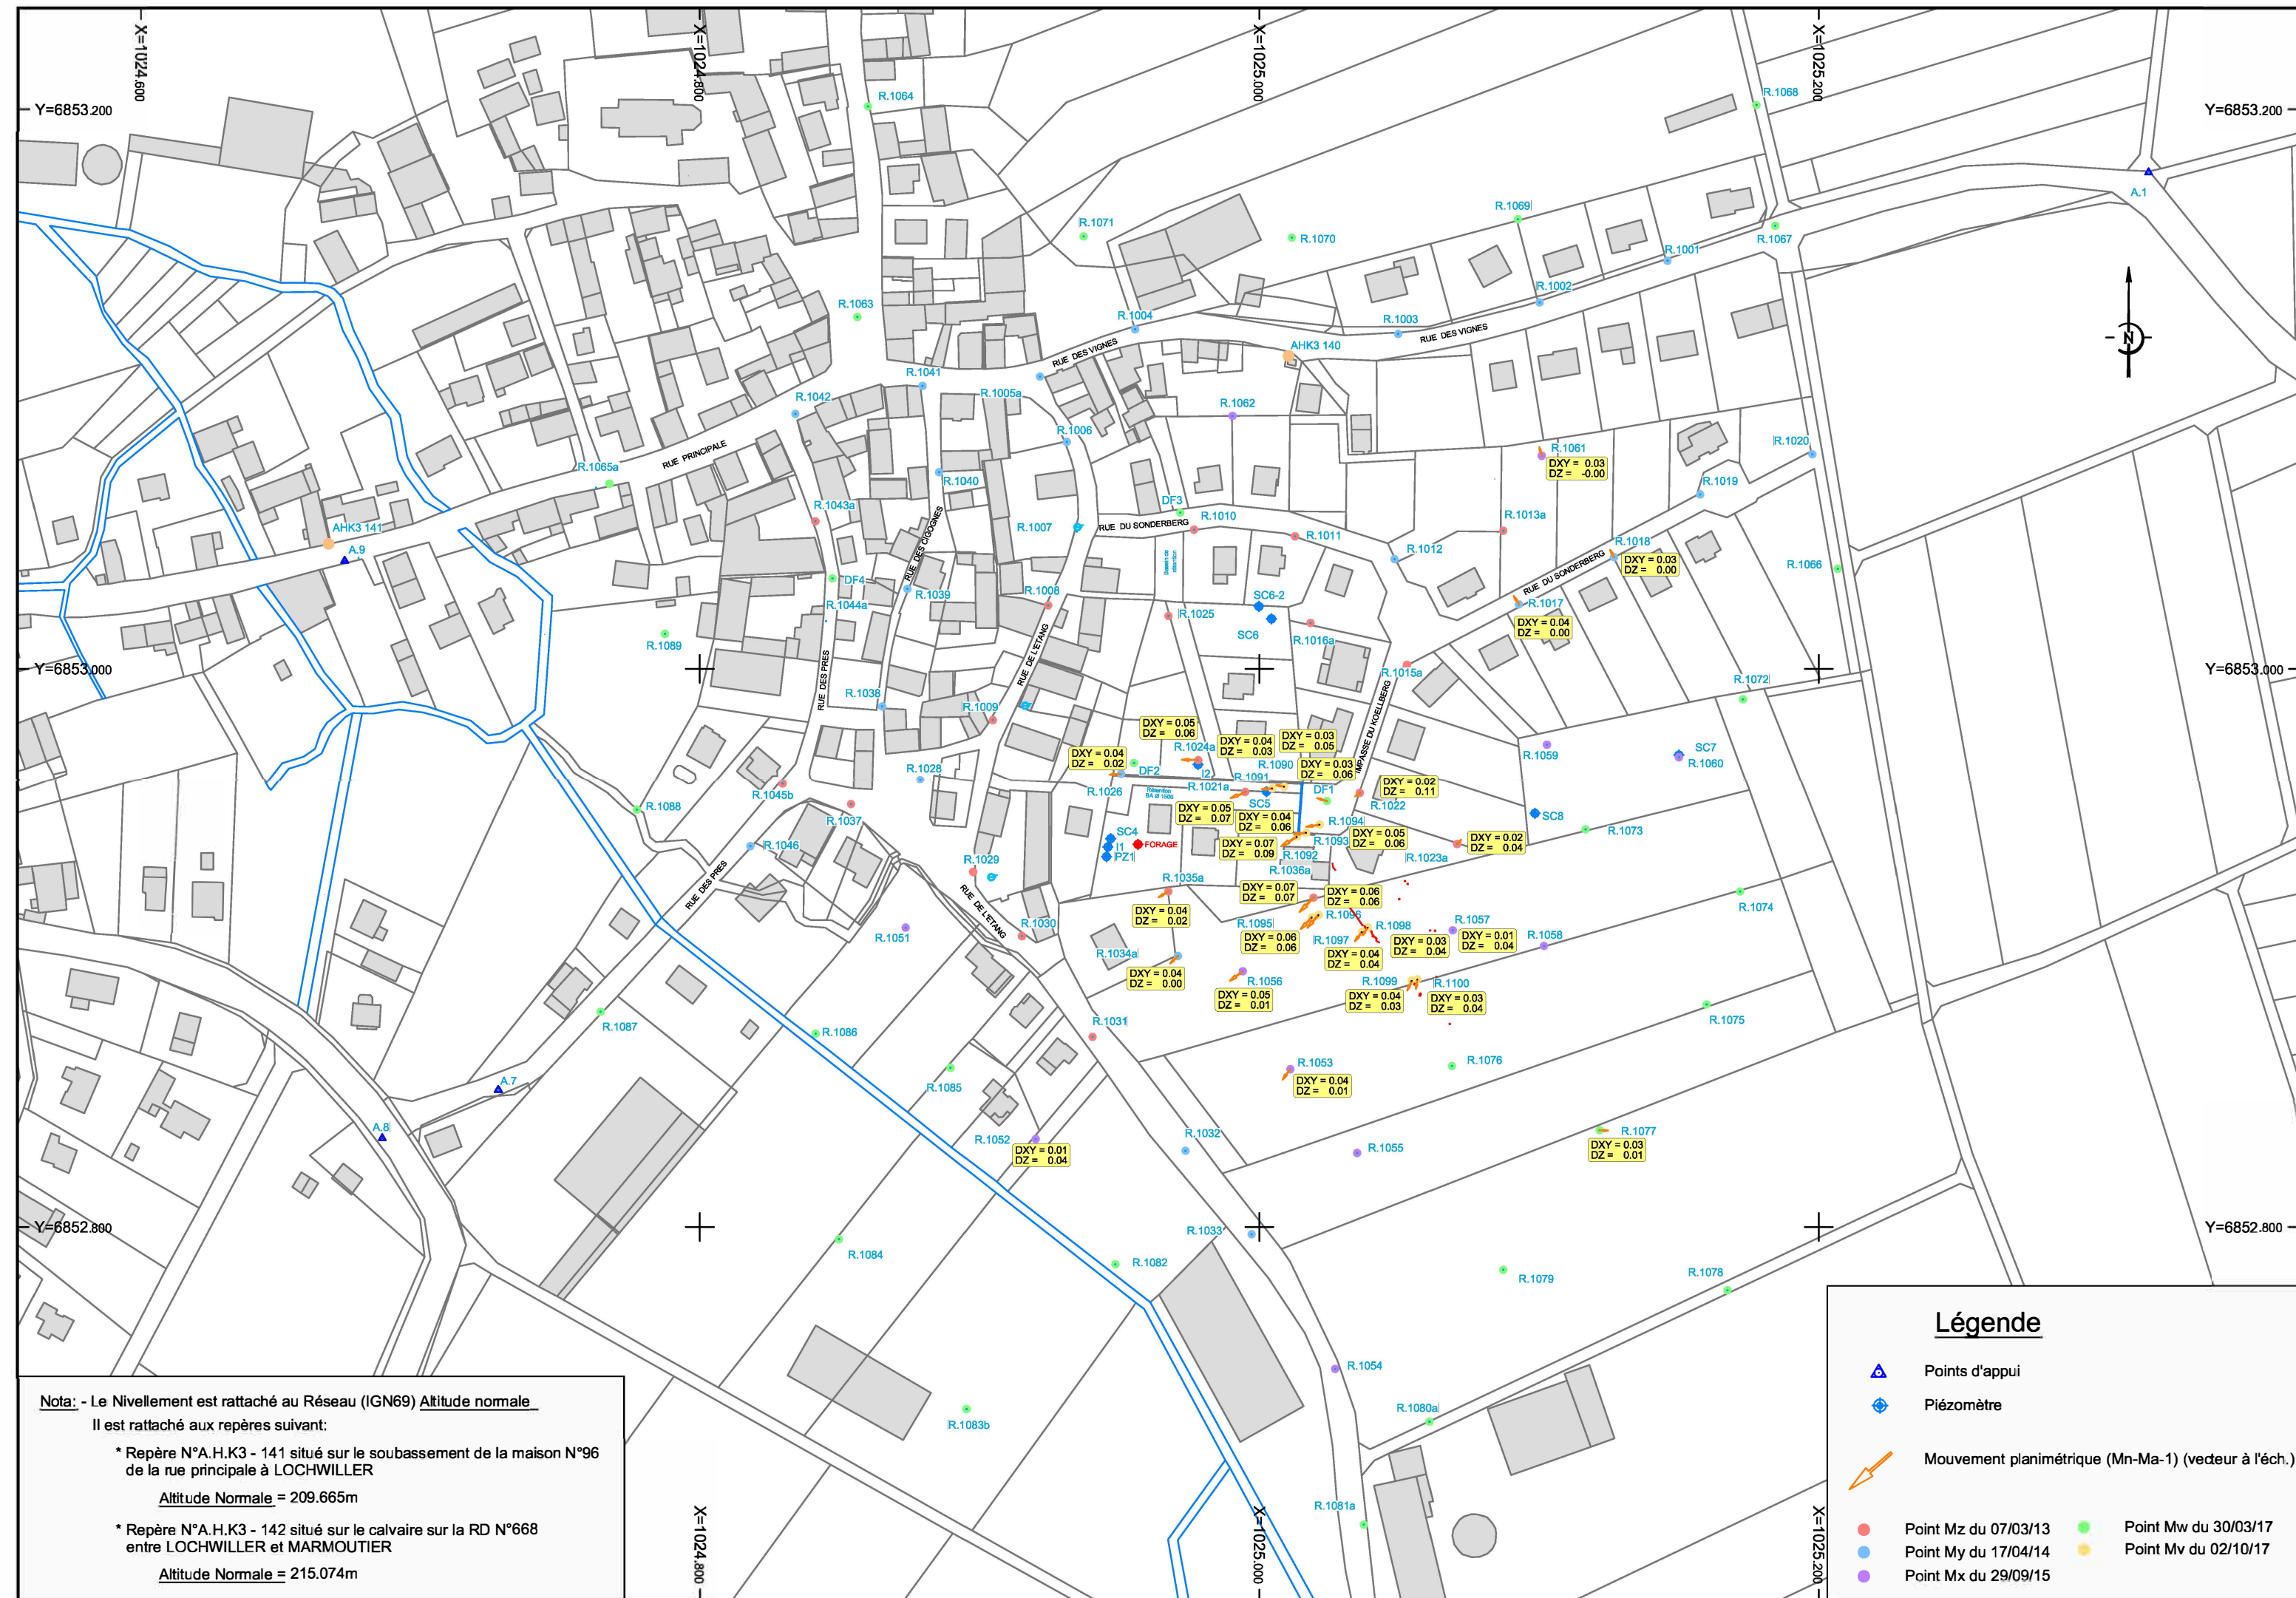 X=1024.600
X=1024.800
X=1025.000
X=1025.200
Y=6853.200
Y=6853.200
R.1064
R.1068
A.1
R.1071
R.1070
R.1069
R.1067
R.1001
R.1063
R.1002
R.1004
R.1003
RUE DES VIGNES
RUE DES VIGNES
AHK3 140
R.1041
R.1042
R.1005a
R.1062
R.1006
R.1061
DXY = 0.03
DZ = -0.00
R.1020
RUE PRINCIPALE
R.1065a
R.1040
R.1019
R.1043a
DF3
R.1010
R.1007
RUE DU SONDERBERG
R.1011
R.1013a
AHK3 141
A.9
RUE DES CIGOGNES
R.1012
R.1018
DXY = 0.03
DZ = 0.00
R.1066
Bassin de
rétention
RUE DU SONDERBERG
DF4
R.1039
R.1008
R.1044a
SC6-2
R.1025
R.1017
DXY = 0.04
DZ = 0.00
SC6
R.1016a
R.1089
RUE DE L'ETANG
Y=6853.000
Y=6853.000
R.1015a
RUE DES PRES
R.1038
R.1009
R.1072
IMPASSE DU KOELLBERG
DXY = 0.05
DZ = 0.06
DXY = 0.04
DZ = 0.03
DXY = 0.03
DZ = 0.05
DXY = 0.04
DZ = 0.02
R.1024a
R.1090
DXY = 0.03
DZ = 0.06
R.1059
SC7
R.1060
R.1028
DF2
I2
R.1091
R.1026
R.1021a
DF1
DXY = 0.02
DZ = 0.11
Rétention
BA Ø 1500
R.1045b
R.1088
SC5
R.1022
DXY = 0.05
DZ = 0.07
DXY = 0.04
DZ = 0.06
R.1094
SC8
R.1037
SC4
I1
PZ1
FORAGE
R.1093
DXY = 0.05
DZ = 0.06
DXY = 0.02
DZ = 0.04
R.1073
R.1046
DXY = 0.07
DZ = 0.09
R.1092
R.1023a
R.1029
R.1036a
R.1035a
RUE DES PRES
DXY = 0.07
DZ = 0.07
DXY = 0.06
DZ = 0.06
R.1074
RUE DE L'ETANG
DXY = 0.04
DZ = 0.02
R.1096
R.1030
R.1095
R.1098
R.1057
R.1051
DXY = 0.06
DZ = 0.06
R.1097
DXY = 0.03
DZ = 0.04
DXY = 0.01
DZ = 0.04
R.1058
R.1034a
DXY = 0.04
DZ = 0.04
DXY = 0.04
DZ = 0.00
R.1056
R.1099
R.1100
DXY = 0.05
DZ = 0.01
DXY = 0.04
DZ = 0.03
DXY = 0.03
DZ = 0.04
R.1087
R.1031
R.1075
R.1086
R.1053
R.1076
A.7
R.1085
DXY = 0.04
DZ = 0.01
A.8
R.1052
DXY = 0.01
DZ = 0.04
R.1032
R.1055
R.1077
DXY = 0.03
DZ = 0.01
Y=6852.800
Y=6852.800
R.1033
R.1084
R.1082
R.1079
R.1078
R.1054
R.1080a
R.1083b
R.1081a
X=1024.800
X=1025.000
X=1025.200
N
Nota: - Le Nivellement est rattaché au Réseau (IGN69) Altitude normale
Il est rattaché aux repères suivant:
* Repère N°A.H.K3 - 141 situé sur le soubassement de la maison N°96
de la rue principale à LOCHWILLER
Altitude Normale = 209.665m
* Repère N°A.H.K3 - 142 situé sur le calvaire sur la RD N°668
entre LOCHWILLER et MARMOUTIER
Altitude Normale = 215.074m
Légende
Points d'appui
Piézomètre
Mouvement planimétrique (Mn-Ma-1) (vecteur à l'éch.)
Point Mz du 07/03/13
Point My du 17/04/14
Point Mx du 29/09/15
Point Mw du 30/03/17
Point Mv du 02/10/17